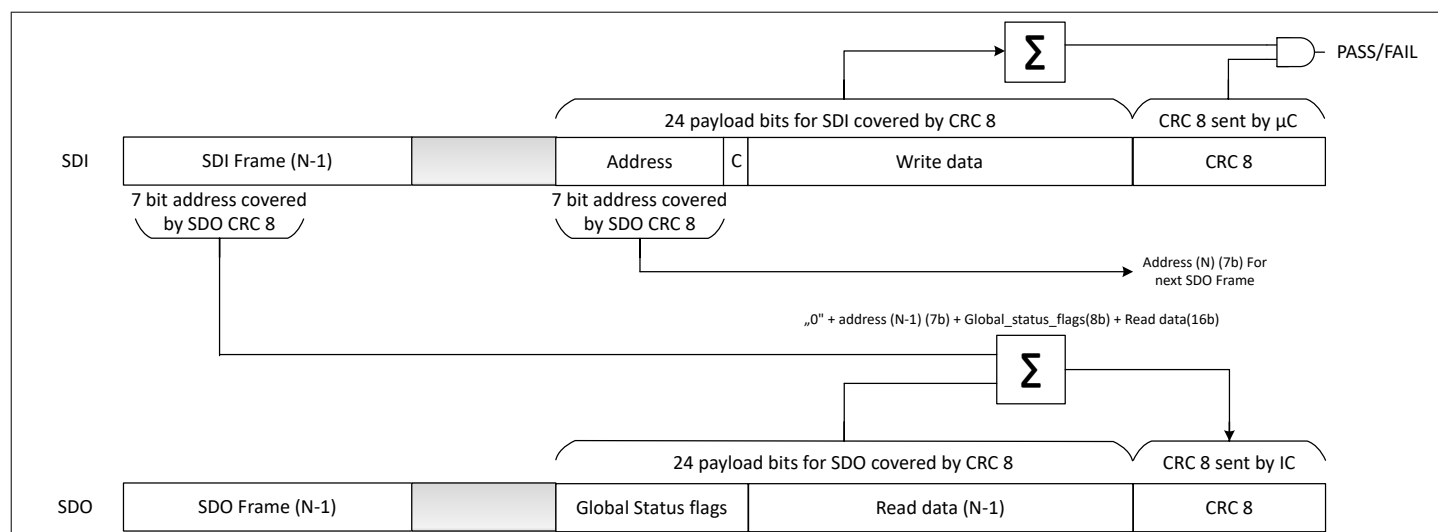 Σ
PASS/FAIL
24 payload bits for SDI covered by CRC 8
CRC 8 sent by µC
SDI
SDI Frame (N-1)
Address
C
Write data
CRC 8
7 bit address covered
by SDO CRC 8
7 bit address covered
by SDO CRC 8
Address (N) (7b) For
next SDO Frame
„0" + address (N-1) (7b) + Global_status_flags(8b) + Read data(16b)
Σ
24 payload bits for SDO covered by CRC 8
CRC 8 sent by IC
SDO
SDO Frame (N-1)
Global Status flags
Read data (N-1)
CRC 8